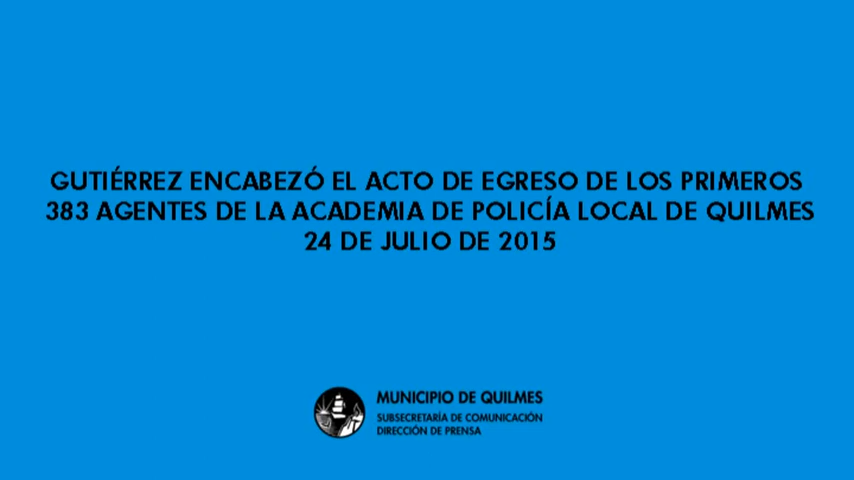 GUTIÉRREZ ENCABEZÓ EL ACTO DE EGRESO DE LOS PRIMEROS
383 AGENTES DE LA ACADEMIA DE POLICÍA LOCAL DE QUILMES
24 DE JULIO DE 2015
MUNICIPIO DE QUILMES
SUBSECRETARÍA DE COMUNICACIÓN
DIRECCIÓN DE PRENSA